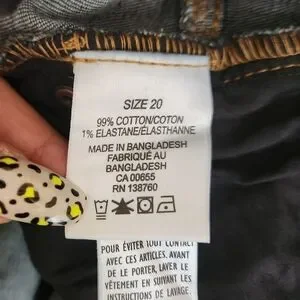 SIZE 20
99% COTTON/COTON
1% ELASTANE/ÉLASTHANNE
MADE IN BANGLADESH
FABRIQUÉ AU
BANGLADESH
CA 00655
RN 138760
POUR ÉVITER TOUT CONTACT
AVEC CES ARTICLES, AVANT
DE LE PORTER, LAVER LE
VÊTEMENT EN SUIVANT LES
INSTRUCTIONS DE LAVAGE.